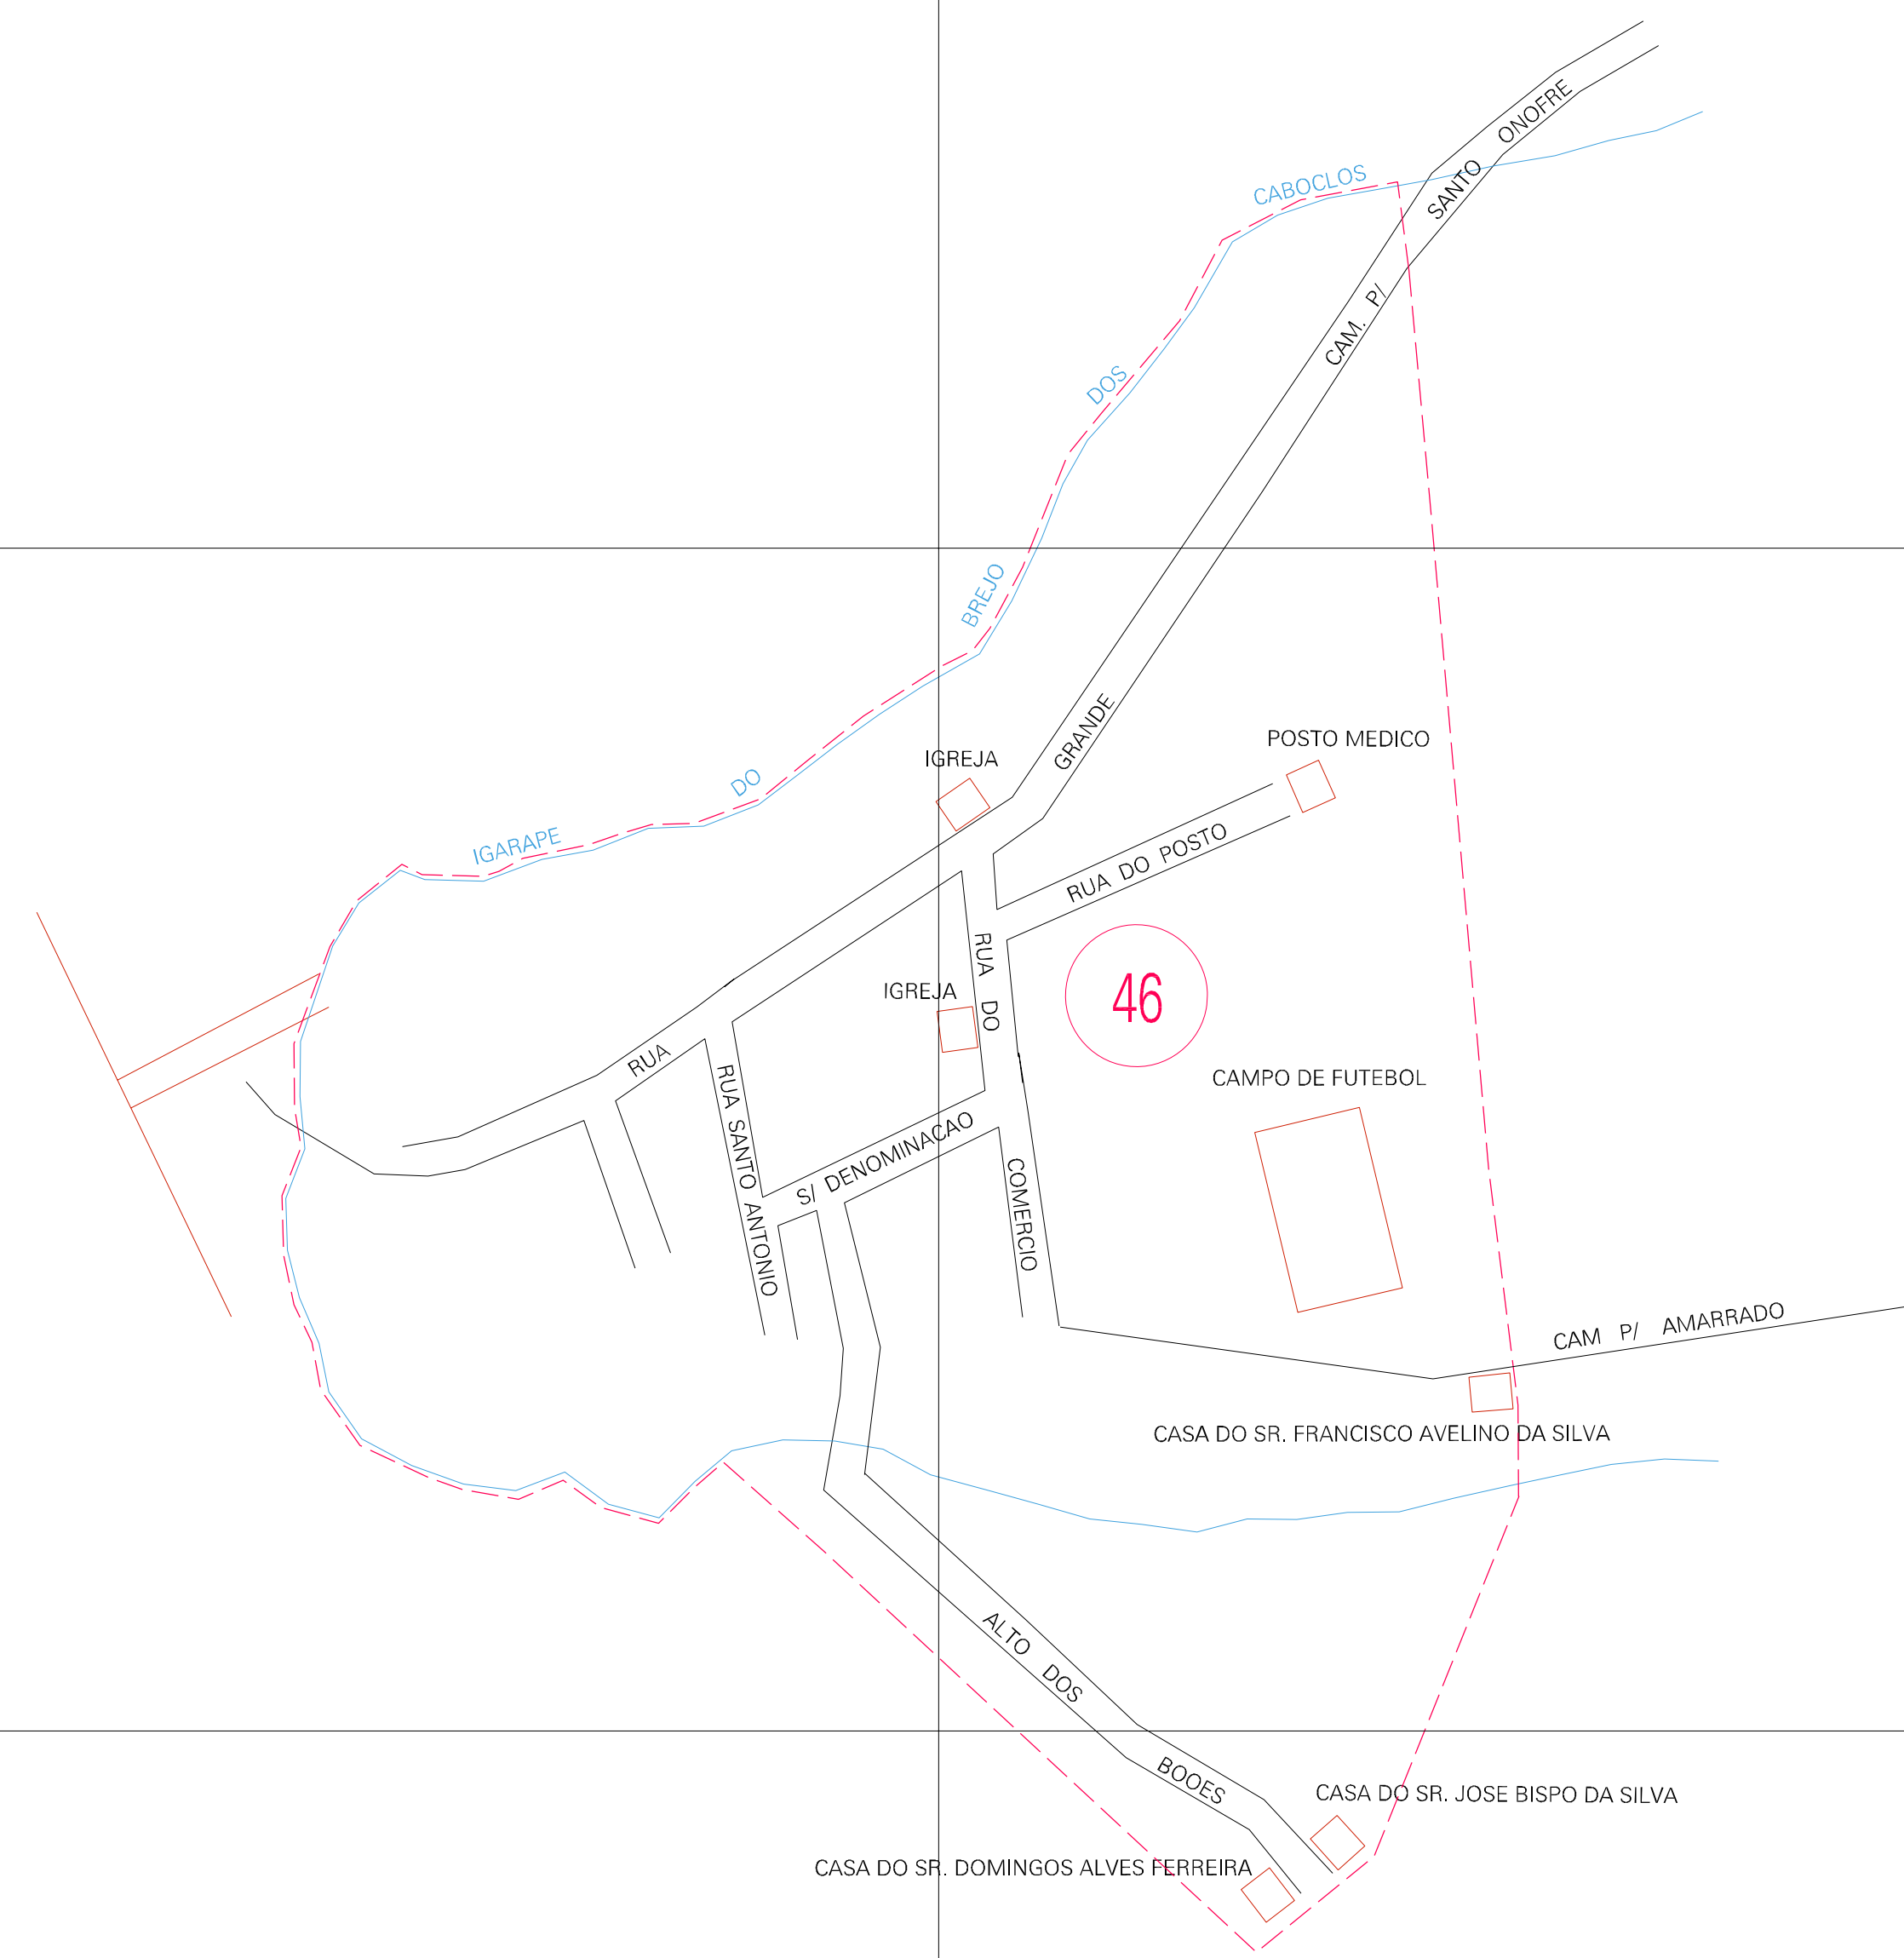 CAM. P/ SANTO ONOFRE
IGARAPE DO BREJO DOS CABOCLOS
RUA GRANDE
IGREJA
POSTO MEDICO
RUA DO POSTO
RUA DO COMERCIO
IGREJA
46
RUA SANTO ANTONIO
S/ DENOMINACAO
CAMPO DE FUTEBOL
CAM P/ AMARRADO
CASA DO SR. FRANCISCO AVELINO DA SILVA
ALTO DOS BOOES
CASA DO SR. JOSE BISPO DA SILVA
CASA DO SR. DOMINGOS ALVES FERREIRA